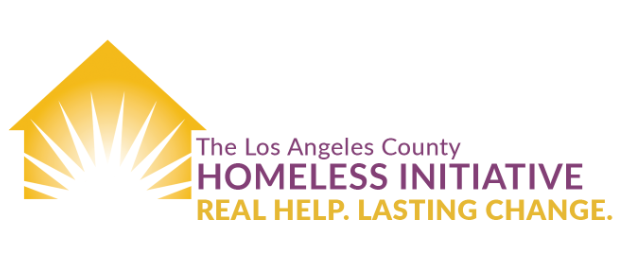 The Los Angeles County
HOMELESS INITIATIVE
REAL HELP. LASTING CHANGE.